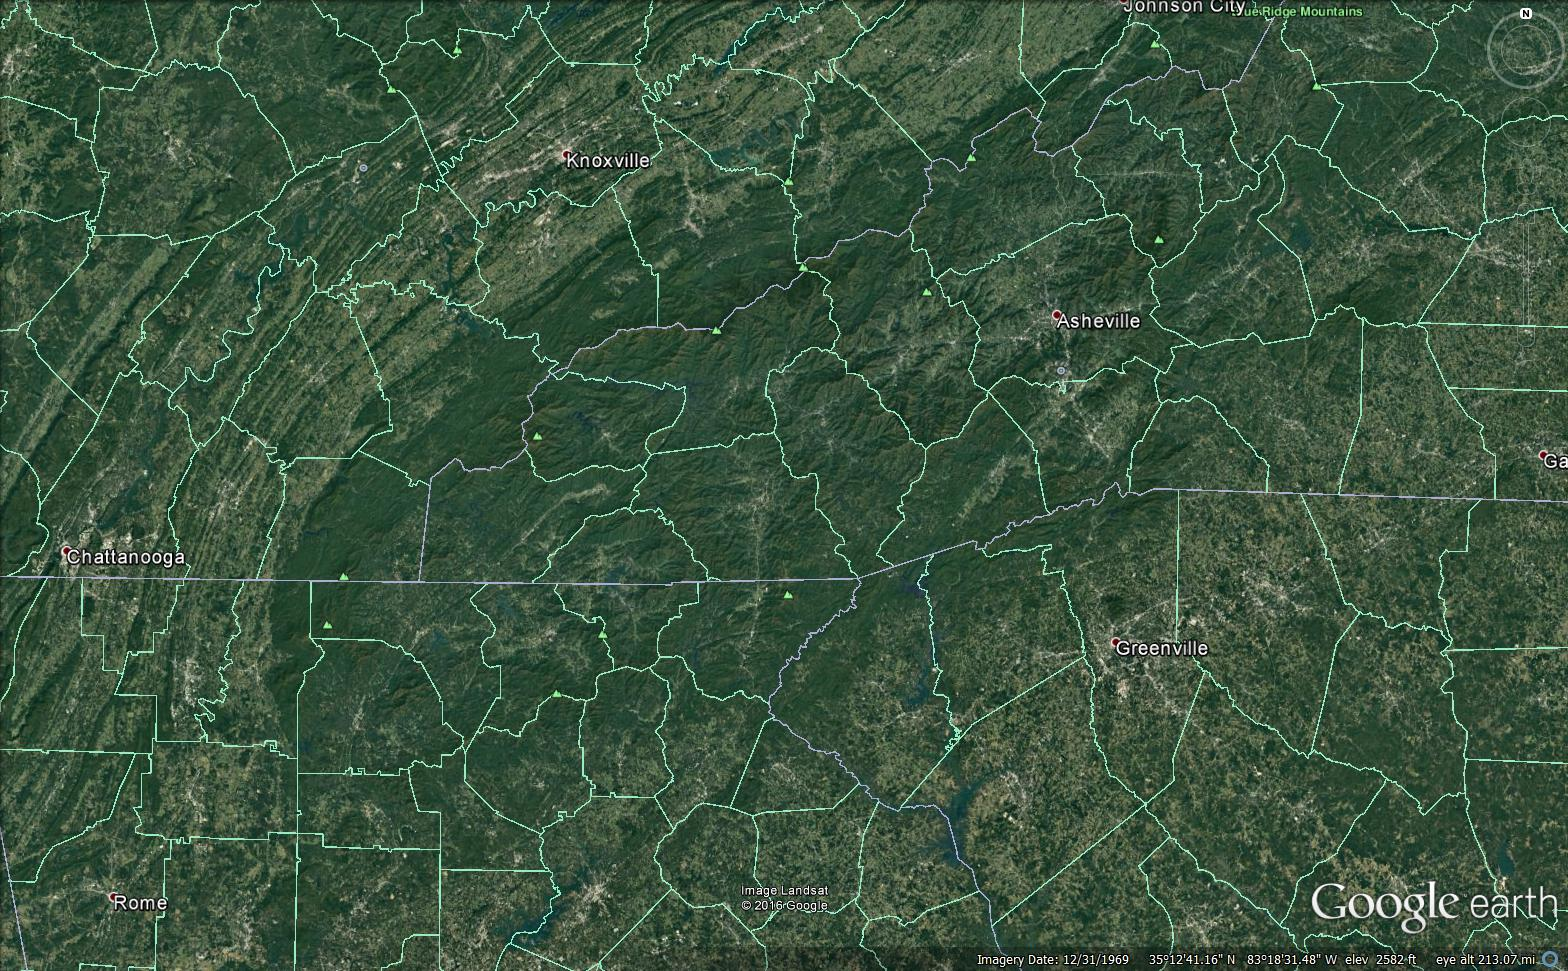 Johnson City
ue Ridge Mountains
N
Knoxville
Asheville
Ga
Chattanooga
Greenville
Rome
Image Landsat
© 2016 Google
Google earth
Imagery Date: 12/31/1969 35°12'41.16" N 83°18'31.48" W elev 2582 ft eye alt 213.07 mi